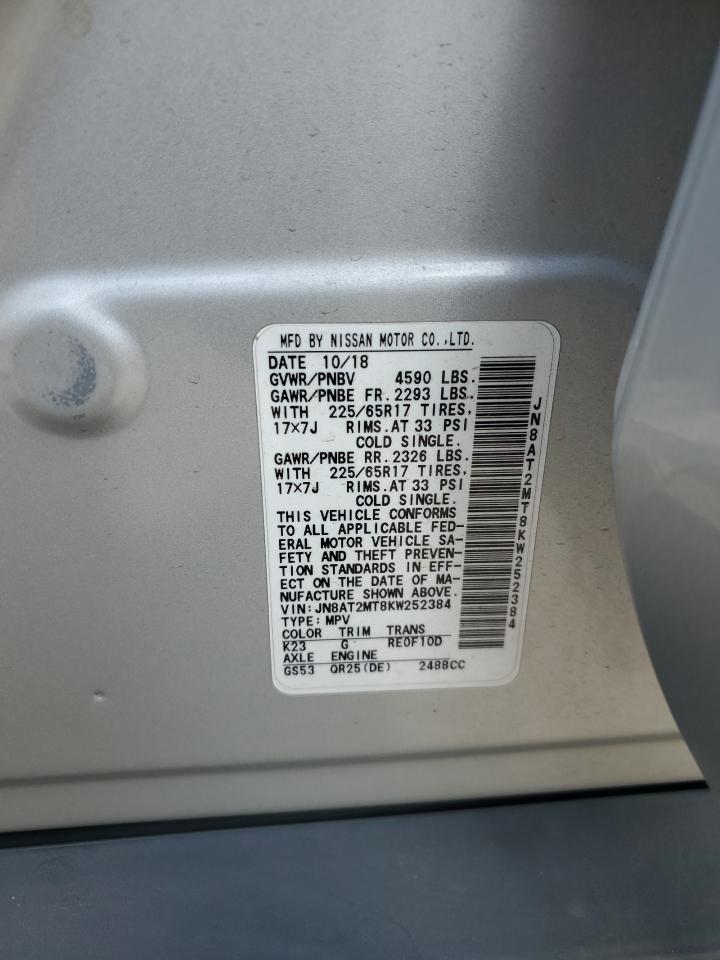 MFD BY NISSAN MOTOR CO.,LTD.
DATE 10/18
GVWR/PNBV 4590 LBS.
GAWR/PNBE FR. 2293 LBS.
WITH 225/65R17 TIRES,
17×7J RIMS. AT 33 PSI
COLD SINGLE.
GAWR/PNBE RR. 2326 LBS.
WITH 225/65R17 TIRES,
17×7J RIMS. AT 33 PSI
COLD SINGLE.
THIS VEHICLE CONFORMS
TO ALL APPLICABLE FED-
ERAL MOTOR VEHICLE SA-
FETY AND THEFT PREVEN-
TION STANDARDS IN EFF-
ECT ON THE DATE OF MA-
NUFACTURE SHOWN ABOVE.
VIN: JN8AT2MT8KW252384
TYPE: MPV
COLOR TRIM TRANS
K23 G RE0F10D
AXLE ENGINE
GS53 QR25(DE) 2488CC
JN8AT2MT8KW252384